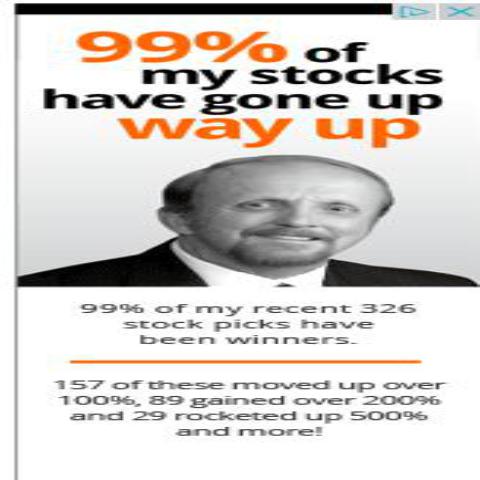 99% of
my stocks
have gone up
way up
99% of my recent 326
stock picks have
been winners.
157 of these moved up over
100%, 89 gained over 200%
and 29 rocketed up 500%
and more!